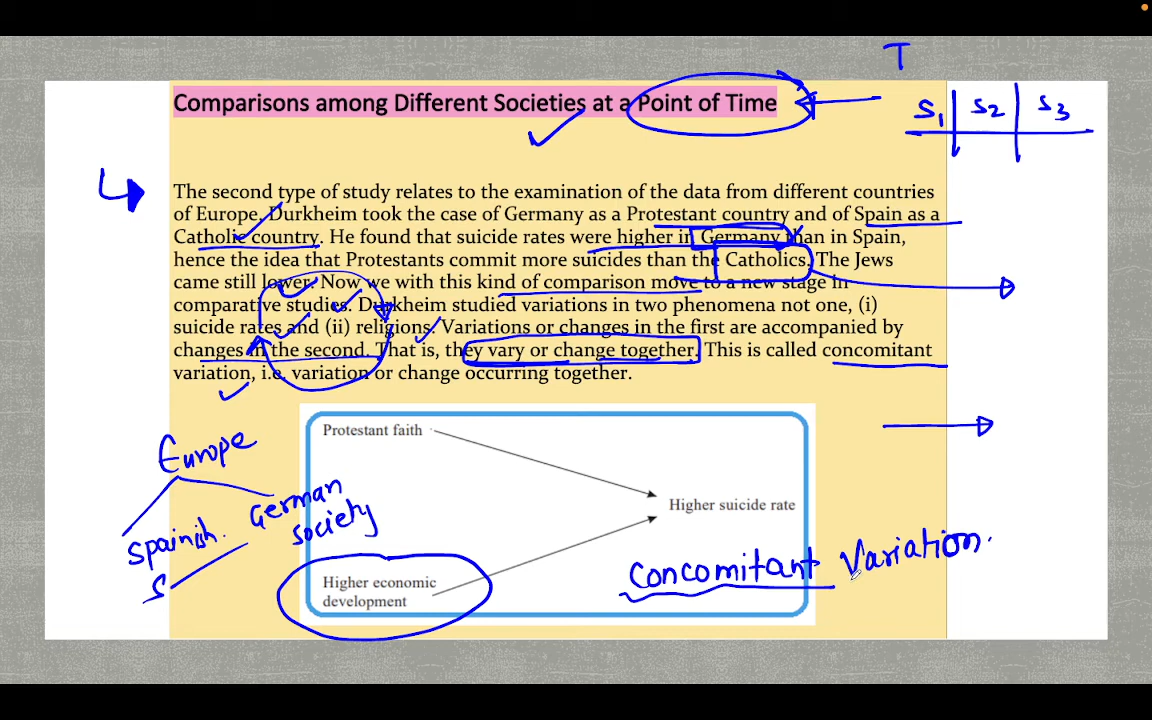 T
Comparisons among Different Societies at a Point of Time
S1 S2 S3
The second type of study relates to the examination of the data from different countries
of Europe. Durkheim took the case of Germany as a Protestant country and of Spain as a
Catholic country. He found that suicide rates were higher in Germany than in Spain,
hence the idea that Protestants commit more suicides than the Catholics. The Jews
came still lower. Now we with this kind of comparison move to a new stage in
comparative studies. Durkheim studied variations in two phenomena not one, (i)
suicide rates and (ii) religions. Variations or changes in the first are accompanied by
changes in the second. That is, they vary or change together. This is called concomitant
variation, i.e. variation or change occurring together.
Protestant faith
Europe
German
society
Spainish.
S
Higher suicide rate
Higher economic
development
Concomitant Variation.